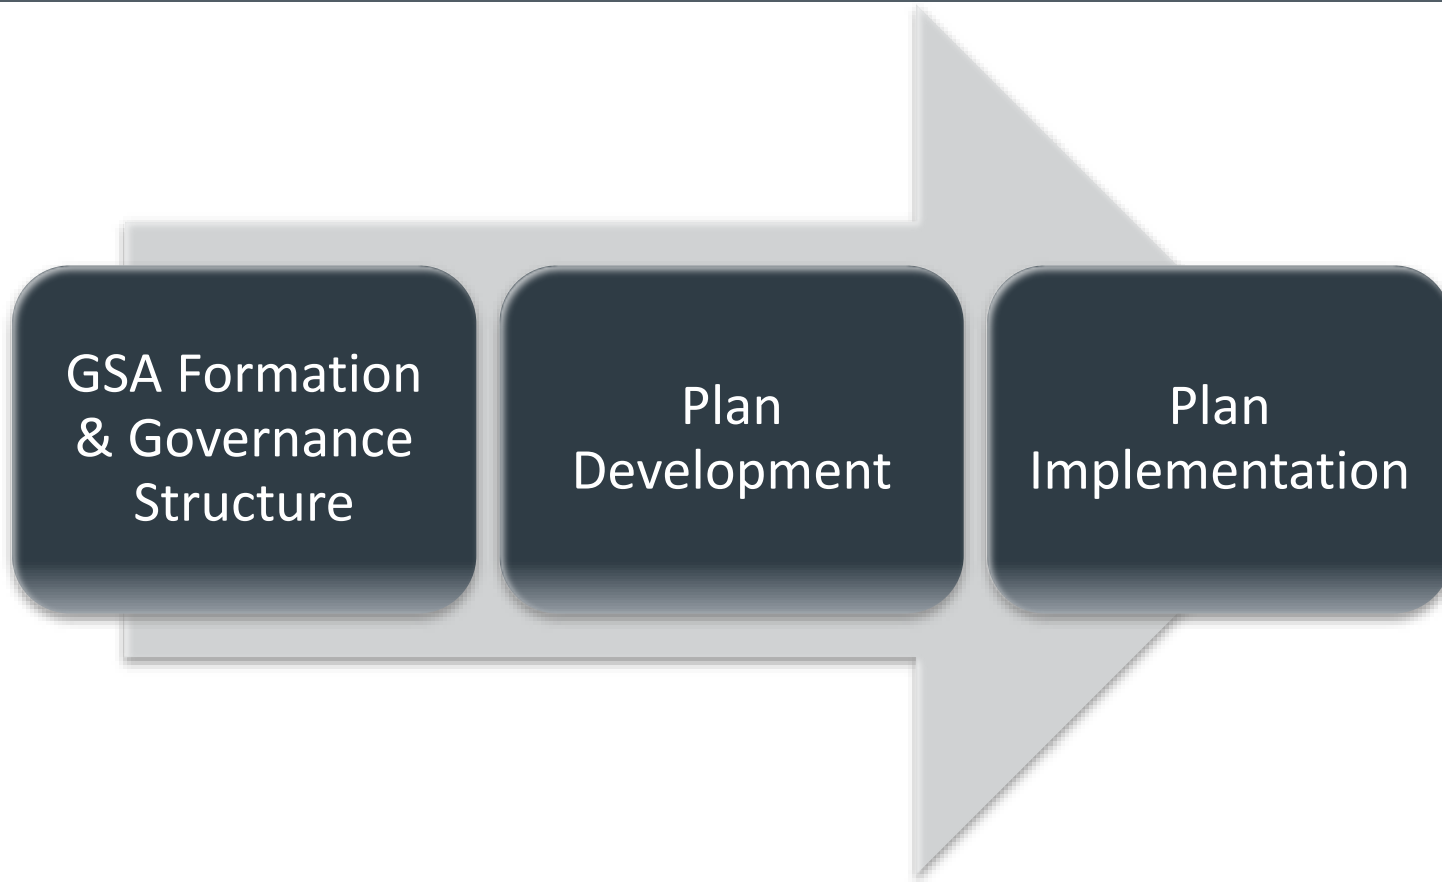 GSA Formation
& Governance
Structure
Plan
Development
Plan
Implementation